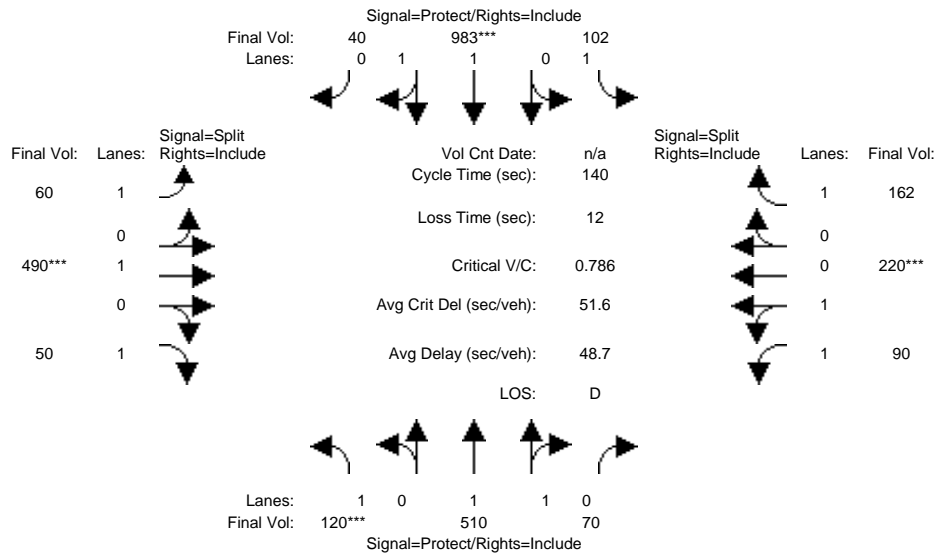 Signal=Protect/Rights=Include
Final Vol: 40 983*** 102
Lanes: 0 1 1 0 1
Signal=Split
Final Vol: Lanes: Rights=Include
Vol Cnt Date: n/a
Signal=Split
Rights=Include Lanes: Final Vol:
Cycle Time (sec): 140
60 1
1 162
Loss Time (sec): 12
0
0
490*** 1
Critical V/C: 0.786
0 220***
0
Avg Crit Del (sec/veh): 51.6
1
50 1
Avg Delay (sec/veh): 48.7
1 90
LOS: D
Lanes: 1 0 1 1 0
Final Vol: 120*** 510 70
Signal=Protect/Rights=Include